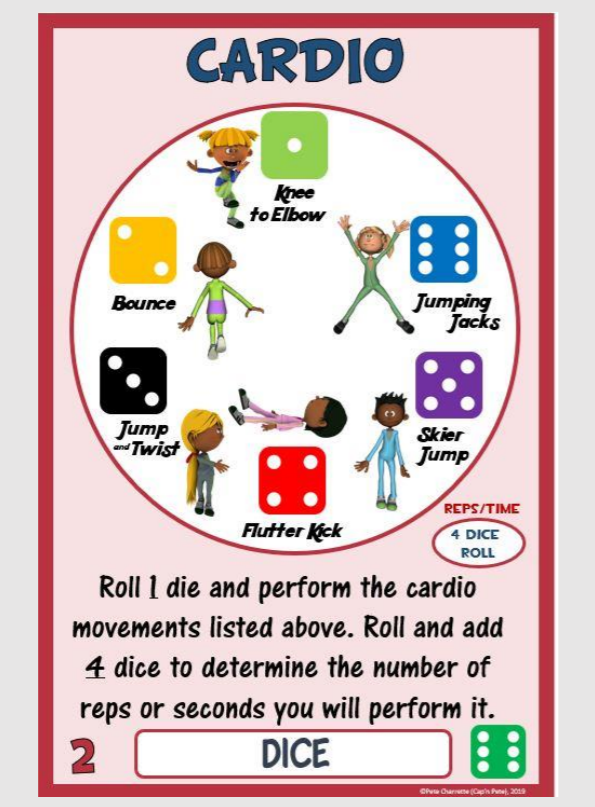 CARDIO
Knee
to Elbow
Bounce
Jumping
Jacks
Jump
and Twist
Skier
Jump
Flutter Kick
REPS/TIME
4 DICE
ROLL
Roll 1 die and perform the cardio
movements listed above. Roll and add
4 dice to determine the number of
reps or seconds you will perform it.
2
DICE
©Pete Charrette (Cap'n Pete), 2019